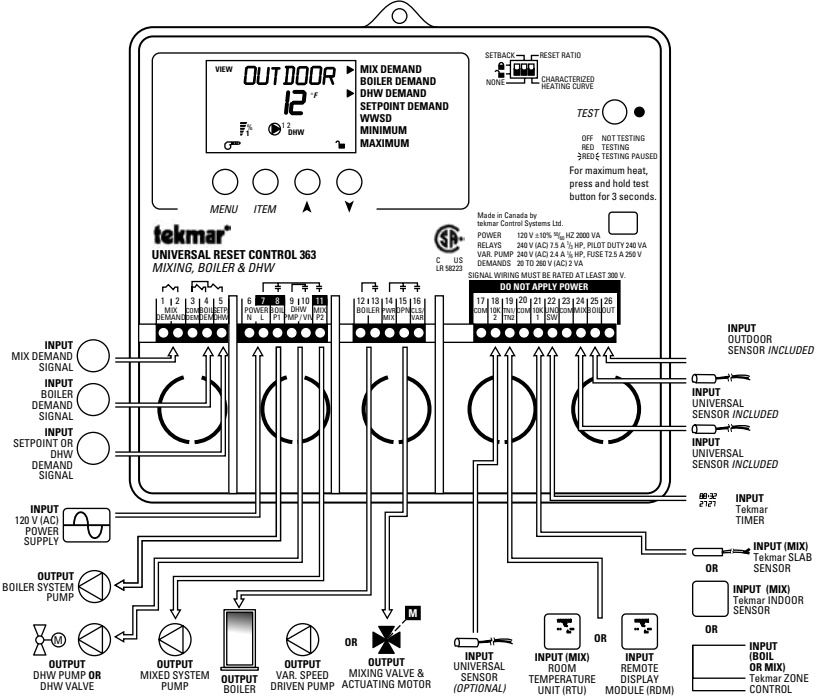 VIEW
OUTDOOR
12 °F
% 1
1 2
DHW
MIX DEMAND
BOILER DEMAND
DHW DEMAND
SETPOINT DEMAND
WWSD
MINIMUM
MAXIMUM
MENU
ITEM
SETBACK
RESET RATIO
NONE
CHARACTERIZED
HEATING CURVE
TEST
OFF NOT TESTING
RED TESTING
RED TESTING PAUSED
For maximum heat,
press and hold test
button for 3 seconds.
tekmar®
UNIVERSAL RESET CONTROL 363
MIXING, BOILER & DHW
SA
C US
LR 58223
Made in Canada by
tekmar Control Systems Ltd.
POWER 120 V ±10% 50/60 HZ 2000 VA
RELAYS 240 V (AC) 7.5 A 1/3 HP, PILOT DUTY 240 VA
VAR. PUMP 240 V (AC) 2.4 A 1/6 HP, FUSE T2.5 A 250 V
DEMANDS 20 TO 260 V (AC) 2 VA
SIGNAL WIRING MUST BE RATED AT LEAST 300 V.
DO NOT APPLY POWER
1 2 3 4 5
MIX DEMAND
COM DEM
BOIL DEM
SETP/ DHW
6 7 8 9 10 11
POWER
N L
BOIL P1
DHW
PMP / VLV
MIX P2
12 13 14 15 16
BOILER
PWR MIX
OPN
CLS/ VAR
17 18 19 20 21 22 23 24 25 26
COM
10K 2
TN1/ TN2
COM
10K 1
UNO SW
COM
MIX
BOIL
OUT
INPUT
MIX DEMAND
SIGNAL
INPUT
BOILER
DEMAND
SIGNAL
INPUT
SETPOINT OR
DHW
DEMAND
SIGNAL
INPUT
120 V (AC)
POWER
SUPPLY
OUTPUT
BOILER SYSTEM
PUMP
M
OUTPUT
DHW PUMP OR
DHW VALVE
OUTPUT
MIXED SYSTEM
PUMP
OUTPUT
BOILER
OUTPUT
VAR. SPEED
DRIVEN PUMP
OR
M
OUTPUT
MIXING VALVE &
ACTUATING MOTOR
INPUT
UNIVERSAL
SENSOR
(OPTIONAL)
INPUT (MIX)
ROOM
TEMPERATURE
UNIT (RTU)
OR
INPUT
REMOTE
DISPLAY
MODULE (RDM)
INPUT
OUTDOOR
SENSOR INCLUDED
INPUT
UNIVERSAL
SENSOR INCLUDED
INPUT
UNIVERSAL
SENSOR INCLUDED
INPUT
Tekmar
TIMER
INPUT (MIX)
Tekmar SLAB
SENSOR
OR
INPUT (MIX)
Tekmar INDOOR
SENSOR
OR
INPUT
(BOIL
OR MIX)
Tekmar ZONE
CONTROL